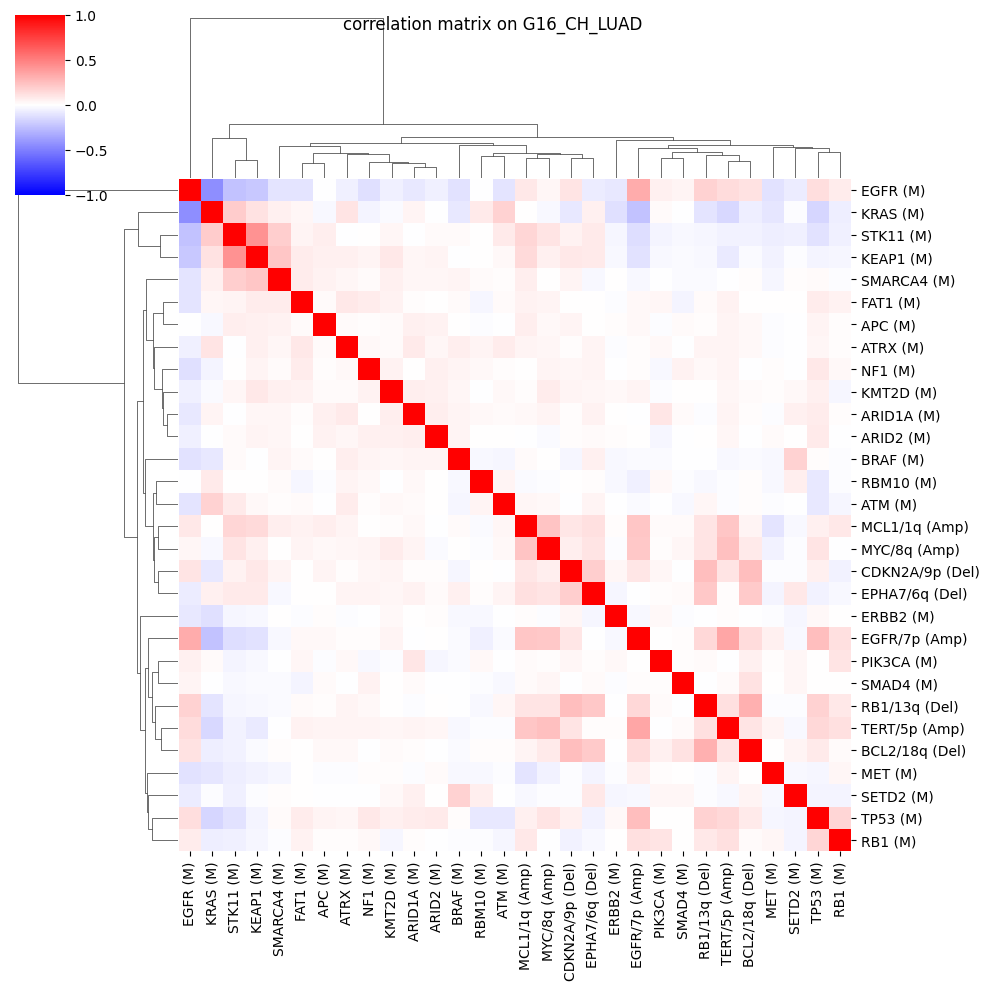 correlation matrix on G16_CH_LUAD
1.0
0.5
0.0
−0.5
−1.0
EGFR (M)
KRAS (M)
STK11 (M)
KEAP1 (M)
SMARCA4 (M)
FAT1 (M)
APC (M)
ATRX (M)
NF1 (M)
KMT2D (M)
ARID1A (M)
ARID2 (M)
BRAF (M)
RBM10 (M)
ATM (M)
MCL1/1q (Amp)
MYC/8q (Amp)
CDKN2A/9p (Del)
EPHA7/6q (Del)
ERBB2 (M)
EGFR/7p (Amp)
PIK3CA (M)
SMAD4 (M)
RB1/13q (Del)
TERT/5p (Amp)
BCL2/18q (Del)
MET (M)
SETD2 (M)
TP53 (M)
RB1 (M)
EGFR (M)
KRAS (M)
STK11 (M)
KEAP1 (M)
SMARCA4 (M)
FAT1 (M)
APC (M)
ATRX (M)
NF1 (M)
KMT2D (M)
ARID1A (M)
ARID2 (M)
BRAF (M)
RBM10 (M)
ATM (M)
MCL1/1q (Amp)
MYC/8q (Amp)
CDKN2A/9p (Del)
EPHA7/6q (Del)
ERBB2 (M)
EGFR/7p (Amp)
PIK3CA (M)
SMAD4 (M)
RB1/13q (Del)
TERT/5p (Amp)
BCL2/18q (Del)
MET (M)
SETD2 (M)
TP53 (M)
RB1 (M)